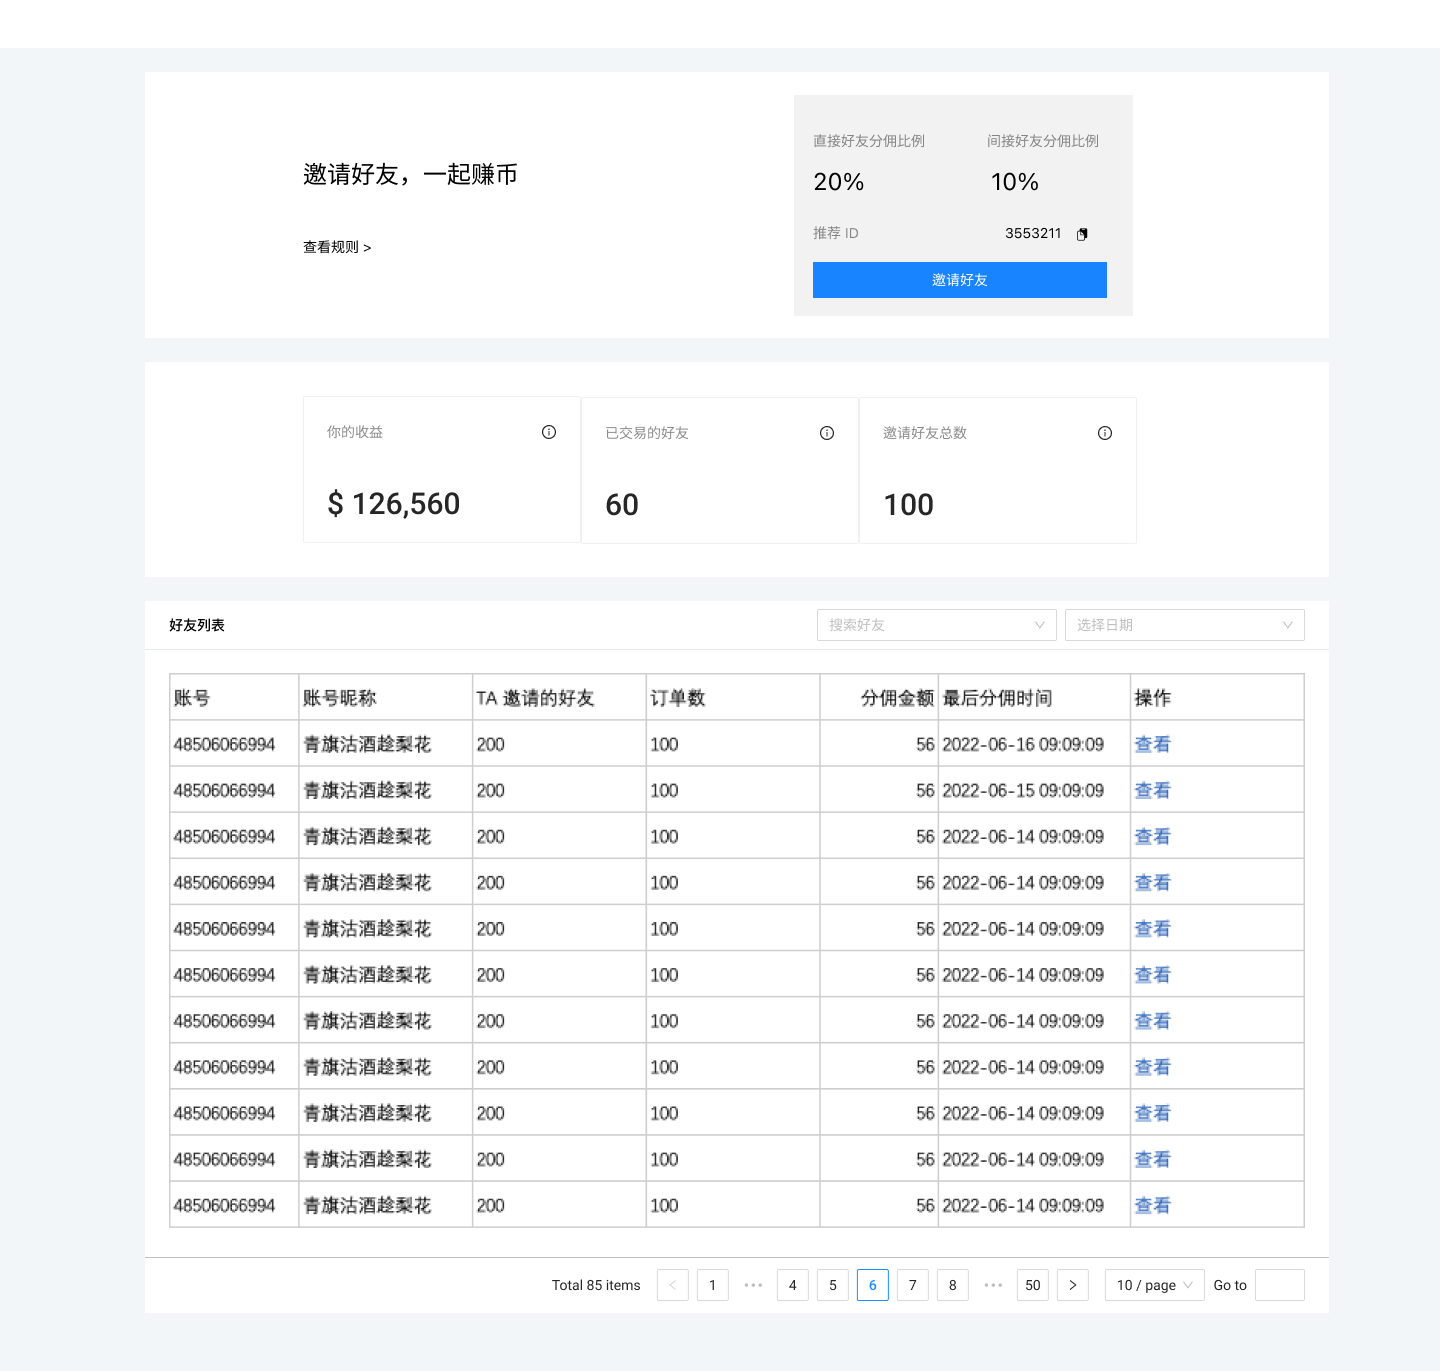 邀请好友，一起赚币
查看规则 >
直接好友分佣比例 间接好友分佣比例
20% 10%
推荐 ID 3553211
邀请好友
你的收益 已交易的好友 邀请好友总数
$ 126,560 60 100
好友列表 搜索好友 选择日期
账号 账号昵称 TA 邀请的好友 订单数 分佣金额 最后分佣时间 操作
48506066994 青旗沽酒趁梨花 200 100 56 2022-06-16 09:09:09 查看
48506066994 青旗沽酒趁梨花 200 100 56 2022-06-15 09:09:09 查看
48506066994 青旗沽酒趁梨花 200 100 56 2022-06-14 09:09:09 查看
48506066994 青旗沽酒趁梨花 200 100 56 2022-06-14 09:09:09 查看
48506066994 青旗沽酒趁梨花 200 100 56 2022-06-14 09:09:09 查看
48506066994 青旗沽酒趁梨花 200 100 56 2022-06-14 09:09:09 查看
48506066994 青旗沽酒趁梨花 200 100 56 2022-06-14 09:09:09 查看
48506066994 青旗沽酒趁梨花 200 100 56 2022-06-14 09:09:09 查看
48506066994 青旗沽酒趁梨花 200 100 56 2022-06-14 09:09:09 查看
48506066994 青旗沽酒趁梨花 200 100 56 2022-06-14 09:09:09 查看
48506066994 青旗沽酒趁梨花 200 100 56 2022-06-14 09:09:09 查看
Total 85 items < 1 ••• 4 5 6 7 8 ••• 50 > 10 / page Go to